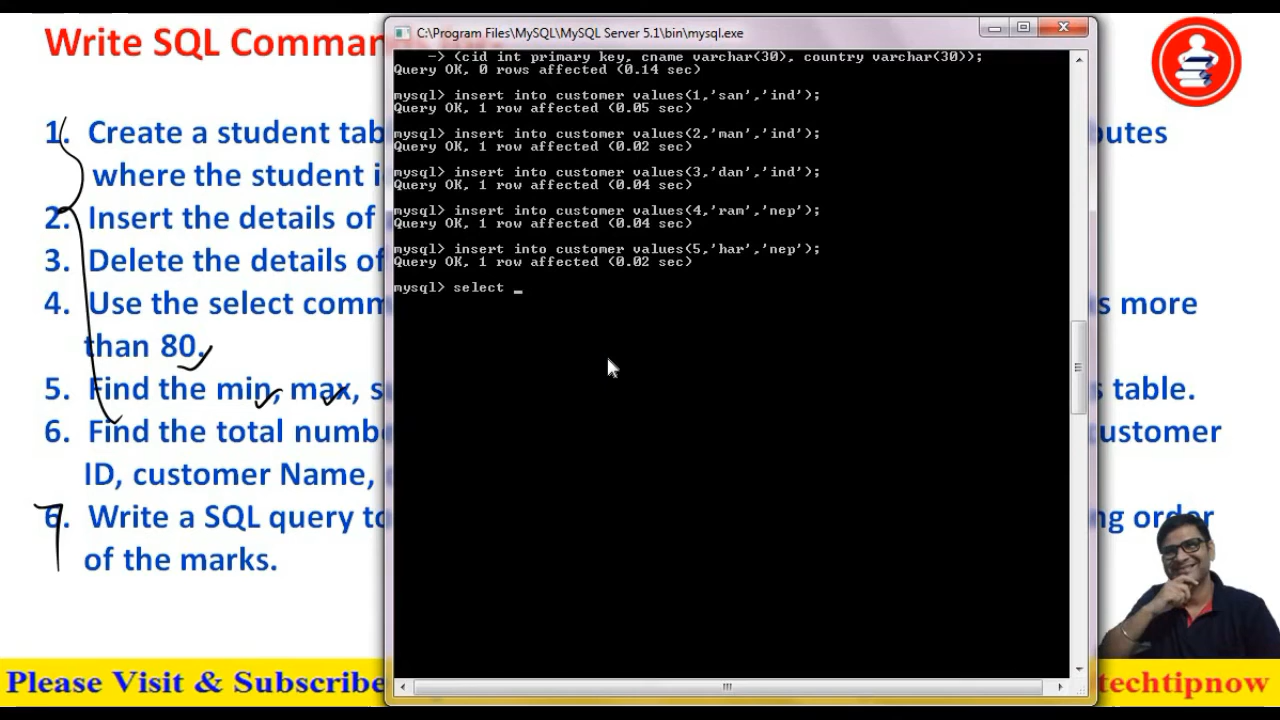 Write SQL Comman
1. Create a student tab
butes
where the student i
2. Insert the details of
3. Delete the details of
4. Use the select comm
s more
than 80.
5. Find the min, max, s
s table.
6. Find the total numbe
ustomer
ID, customer Name,
6. Write a SQL query to
ng order
7
of the marks.
C:\Program Files\MySQL\MySQL Server 5.1\bin\mysql.exe
-> (cid int primary key, cname varchar(30), country varchar(30));
Query OK, 0 rows affected (0.14 sec)
mysql> insert into customer values(1,'san','ind');
Query OK, 1 row affected (0.05 sec)
mysql> insert into customer values(2,'man','ind');
Query OK, 1 row affected (0.02 sec)
mysql> insert into customer values(3,'dan','ind');
Query OK, 1 row affected (0.04 sec)
mysql> insert into customer values(4,'ram','nep');
Query OK, 1 row affected (0.04 sec)
mysql> insert into customer values(5,'har','nep');
Query OK, 1 row affected (0.02 sec)
mysql> select _
Please Visit & Subscribe
techtipnow